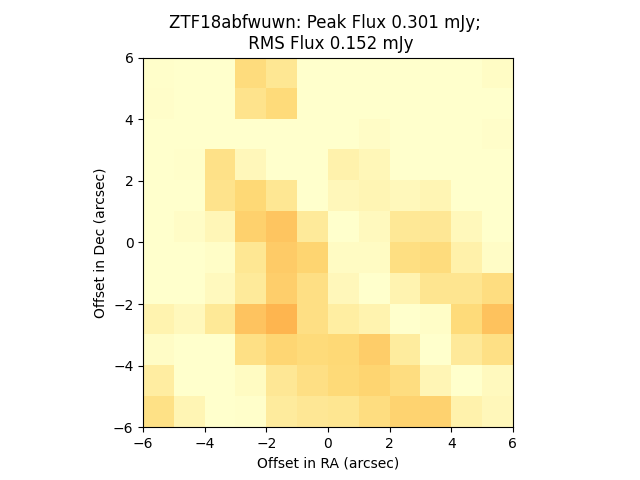 ZTF18abfwuwn: Peak Flux 0.301 mJy;
RMS Flux 0.152 mJy
6
4
2
0
−2
−4
−6
Offset in Dec (arcsec)
−6 −4 −2 0 2 4 6
Offset in RA (arcsec)